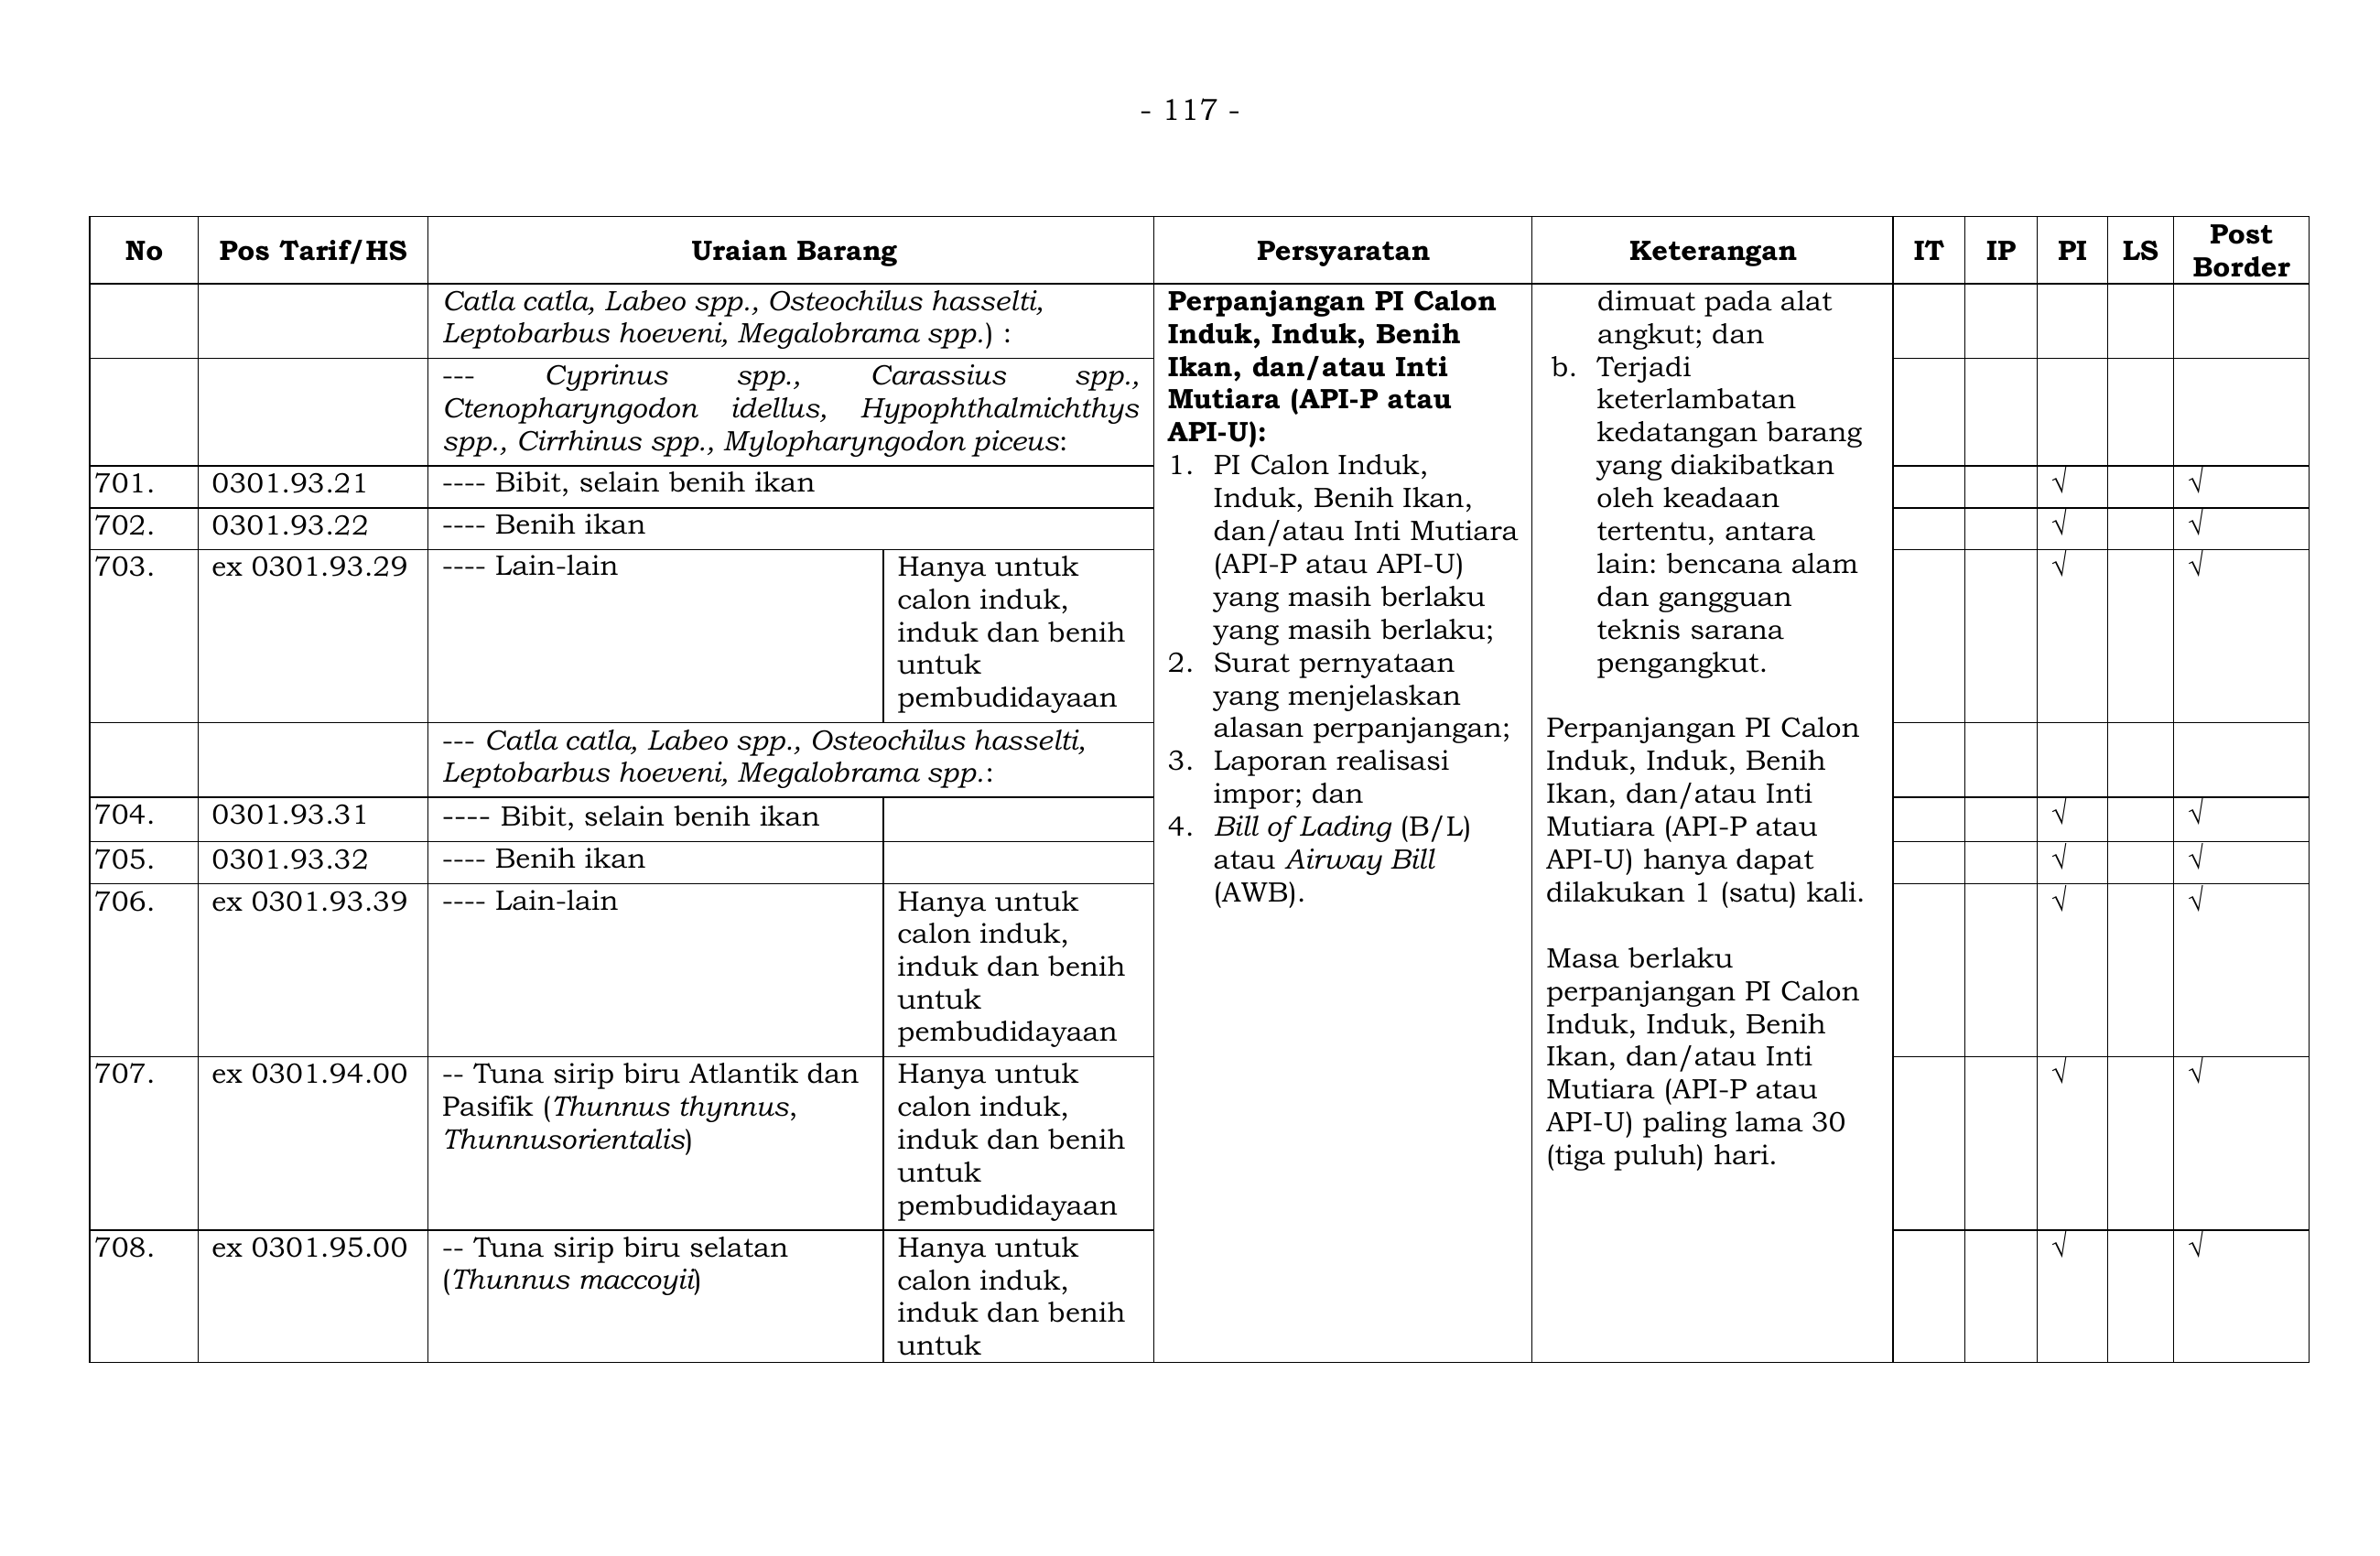 - 117 -
No Pos Tarif/HS Uraian Barang Persyaratan Keterangan IT IP PI LS Post Border
Catla catla, Labeo spp., Osteochilus hasselti,
Leptobarbus hoeveni, Megalobrama spp.) :
--- Cyprinus spp., Carassius spp.,
Ctenopharyngodon idellus, Hypophthalmichthys
spp., Cirrhinus spp., Mylopharyngodon piceus:
701. 0301.93.21 ---- Bibit, selain benih ikan √ √
702. 0301.93.22 ---- Benih ikan √ √
703. ex 0301.93.29 ---- Lain-lain √ √
Hanya untuk
calon induk,
induk dan benih
untuk
pembudidayaan
--- Catla catla, Labeo spp., Osteochilus hasselti,
Leptobarbus hoeveni, Megalobrama spp.:
704. 0301.93.31 ---- Bibit, selain benih ikan √ √
705. 0301.93.32 ---- Benih ikan √ √
706. ex 0301.93.39 ---- Lain-lain √ √
Hanya untuk
calon induk,
induk dan benih
untuk
pembudidayaan
707. ex 0301.94.00 -- Tuna sirip biru Atlantik dan √ √
Pasifik (Thunnus thynnus,
Thunnusorientalis)
Hanya untuk
calon induk,
induk dan benih
untuk
pembudidayaan
708. ex 0301.95.00 -- Tuna sirip biru selatan √ √
(Thunnus maccoyii)
Hanya untuk
calon induk,
induk dan benih
untuk
Perpanjangan PI Calon
Induk, Induk, Benih
Ikan, dan/atau Inti
Mutiara (API-P atau
API-U):
1. PI Calon Induk,
Induk, Benih Ikan,
dan/atau Inti Mutiara
(API-P atau API-U)
yang masih berlaku
yang masih berlaku;
2. Surat pernyataan
yang menjelaskan
alasan perpanjangan;
3. Laporan realisasi
impor; dan
4. Bill of Lading (B/L)
atau Airway Bill
(AWB).
dimuat pada alat
angkut; dan
b. Terjadi
keterlambatan
kedatangan barang
yang diakibatkan
oleh keadaan
tertentu, antara
lain: bencana alam
dan gangguan
teknis sarana
pengangkut.
Perpanjangan PI Calon
Induk, Induk, Benih
Ikan, dan/atau Inti
Mutiara (API-P atau
API-U) hanya dapat
dilakukan 1 (satu) kali.
Masa berlaku
perpanjangan PI Calon
Induk, Induk, Benih
Ikan, dan/atau Inti
Mutiara (API-P atau
API-U) paling lama 30
(tiga puluh) hari.